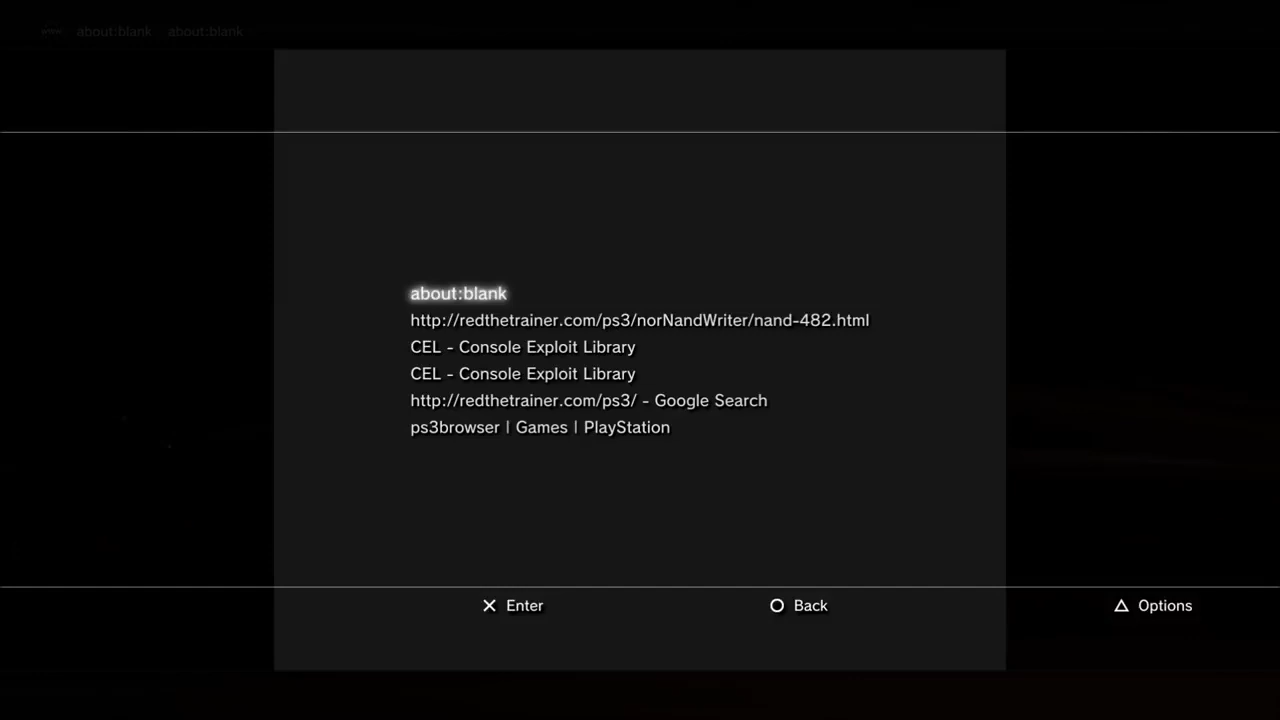 about:blank about:blank
about:blank
http://redthetrainer.com/ps3/norNandWriter/nand-482.html
CEL - Console Exploit Library
CEL - Console Exploit Library
http://redthetrainer.com/ps3/ - Google Search
ps3browser | Games | PlayStation
Enter
Back
Options